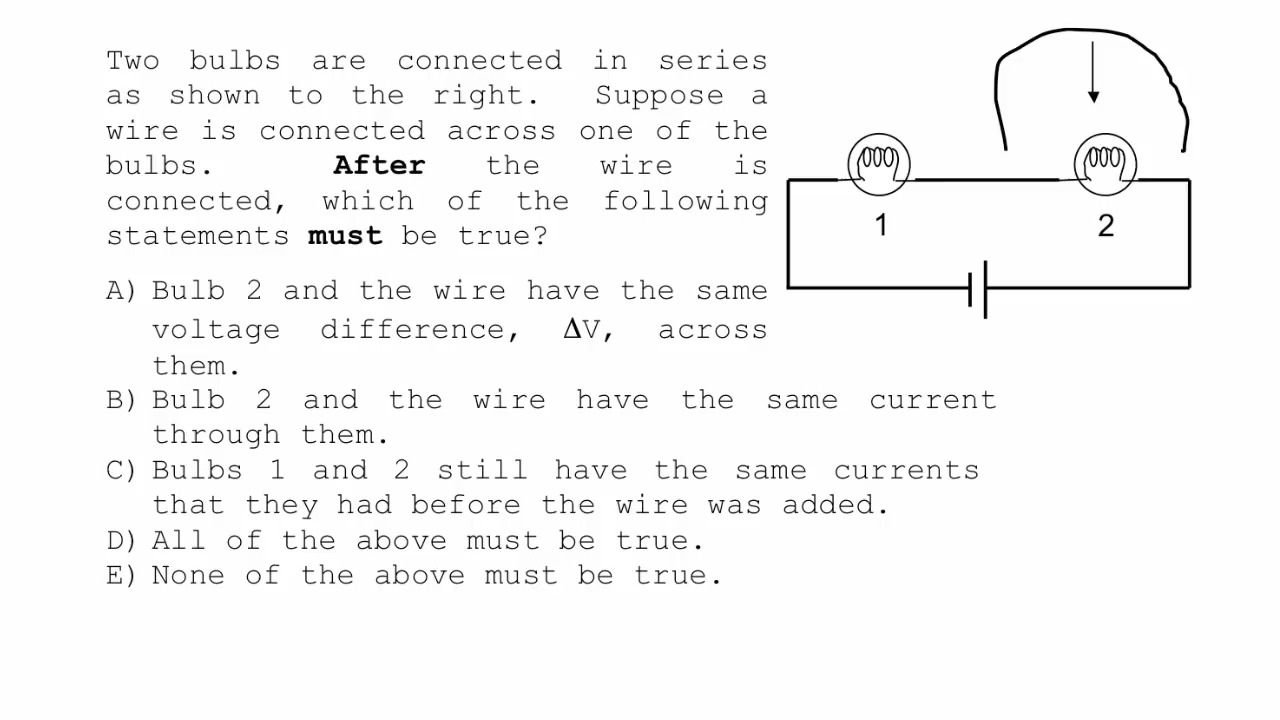 Two bulbs are connected in series
as shown to the right. Suppose a
wire is connected across one of the
bulbs. After the wire is
connected, which of the following
statements must be true?
A) Bulb 2 and the wire have the same
voltage difference, ΔV, across
them.
B) Bulb 2 and the wire have the same current
through them.
C) Bulbs 1 and 2 still have the same currents
that they had before the wire was added.
D) All of the above must be true.
E) None of the above must be true.
1
2